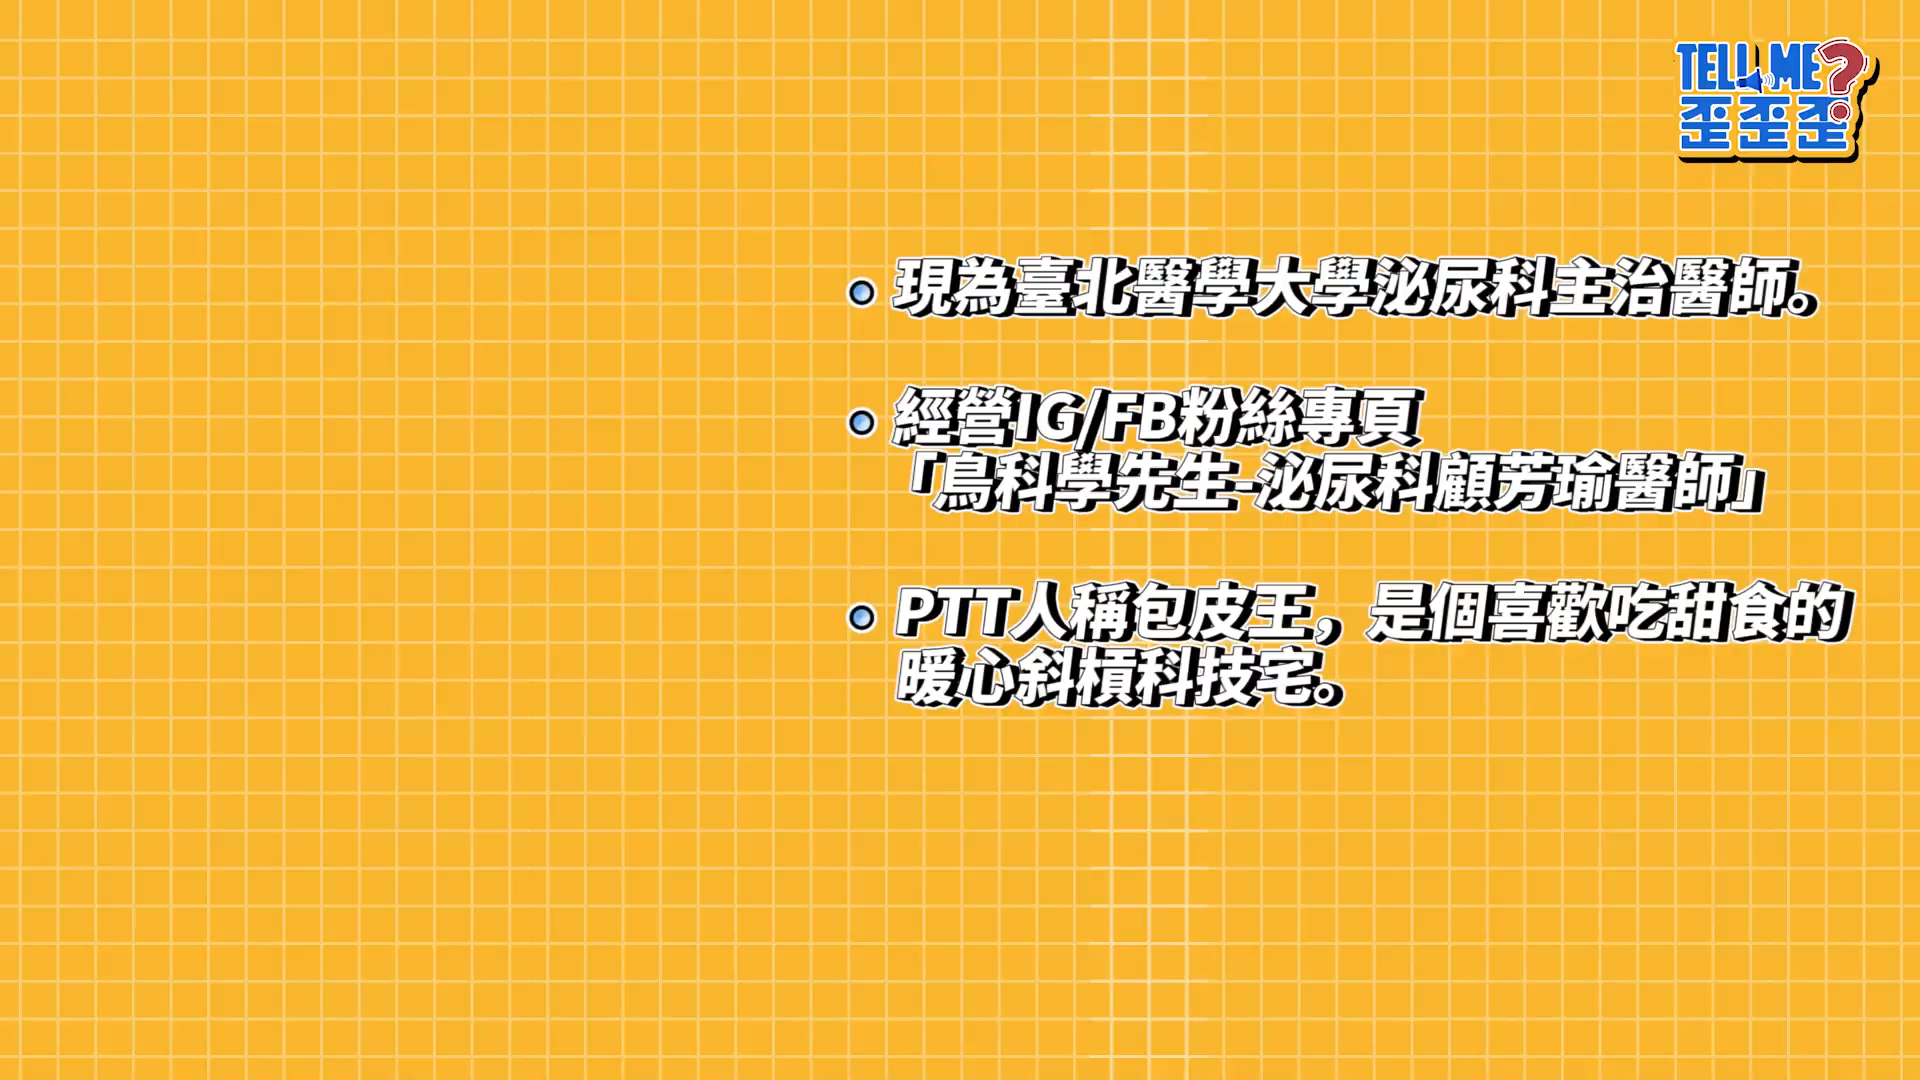 TELL ME?
歪歪歪
現為臺北醫學大學泌尿科主治醫師。
經營IG/FB粉絲專頁
「鳥科學先生-泌尿科顧芳瑜醫師」
PTT人稱包皮王，是個喜歡吃甜食的
暖心斜槓科技宅。